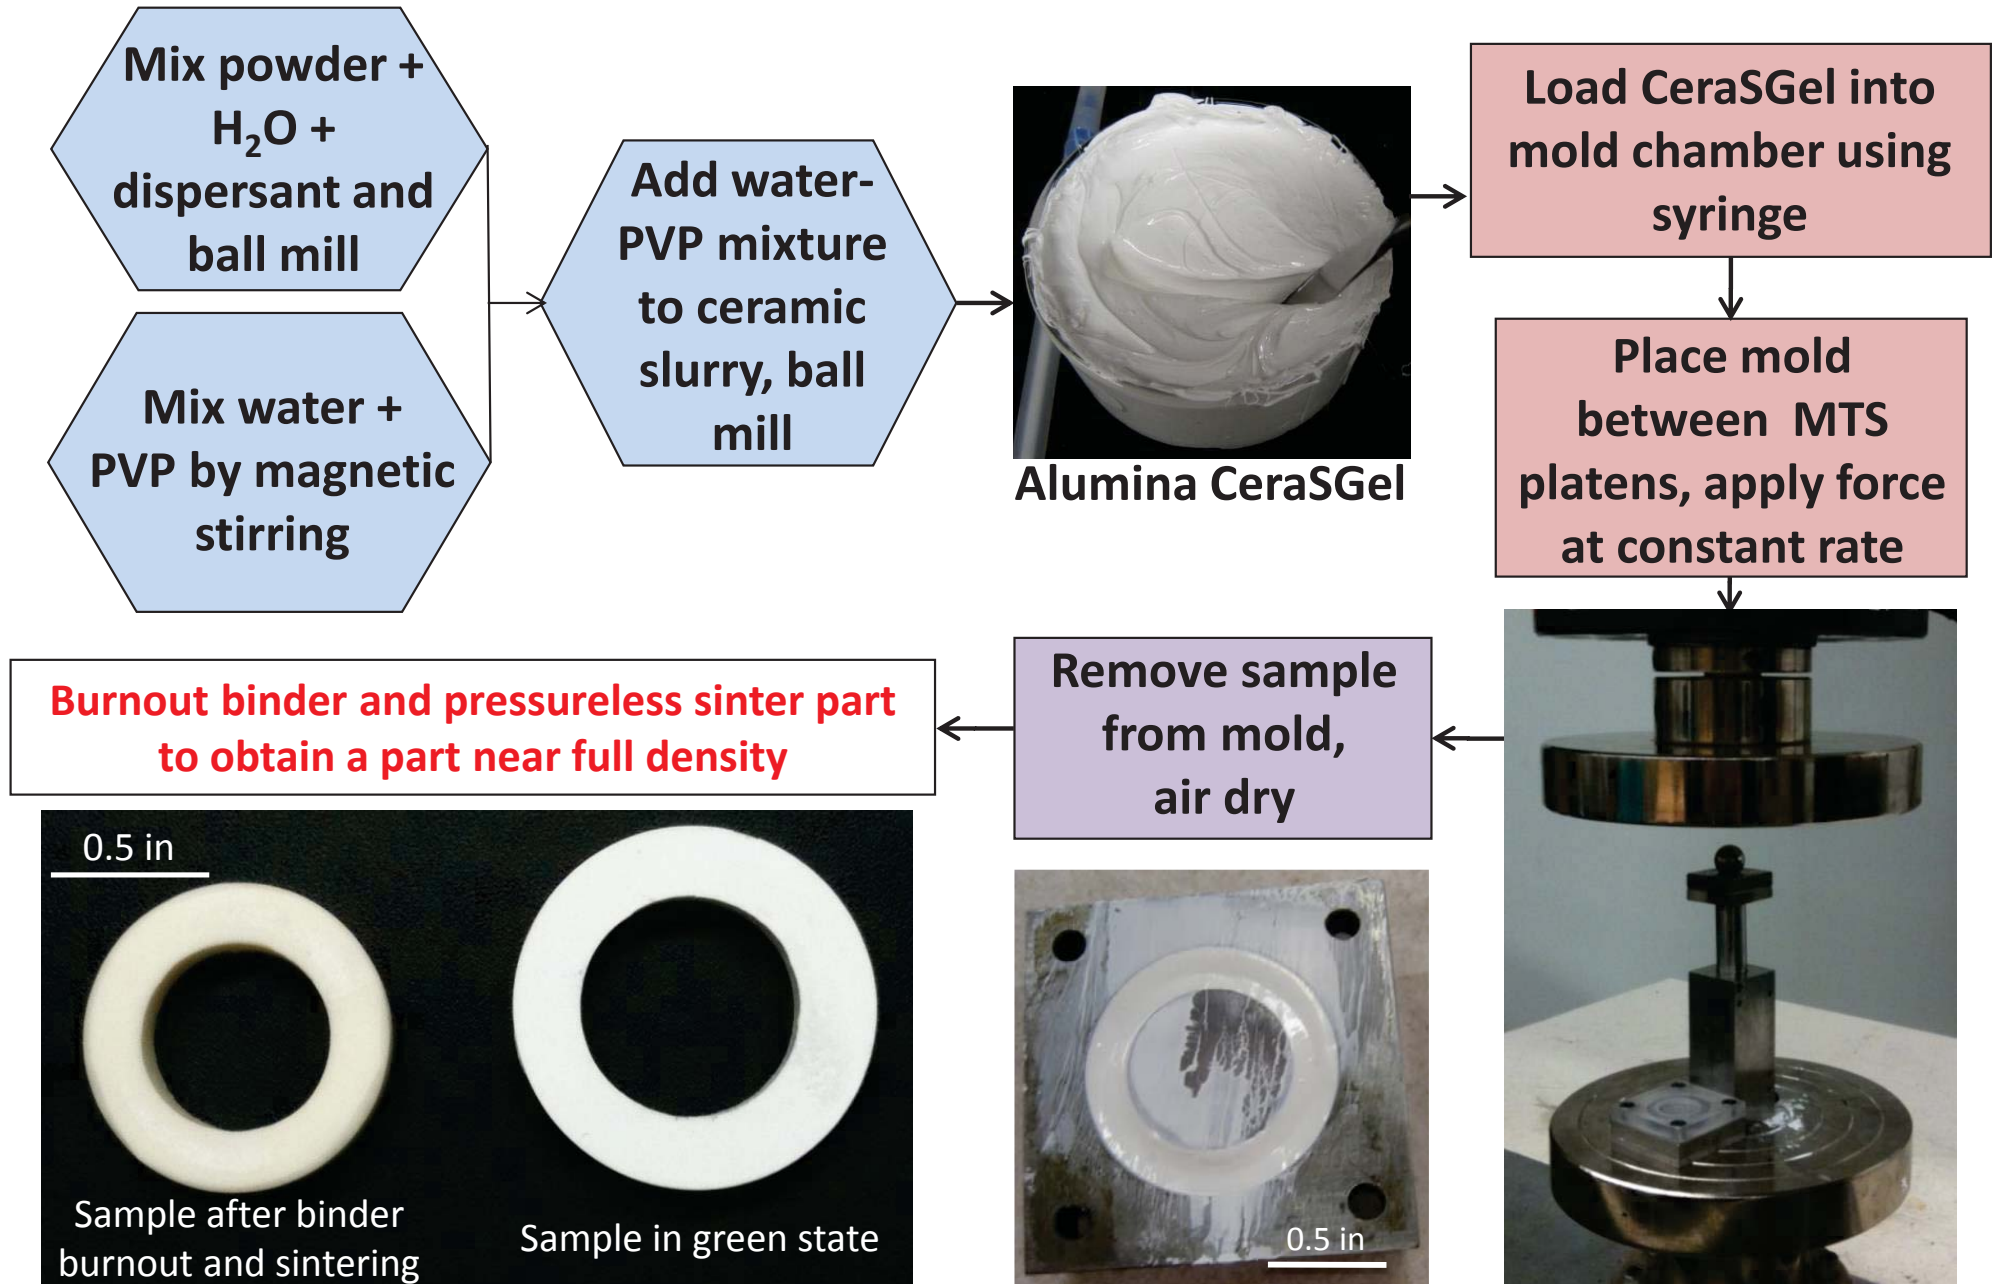 Mix powder +
H₂O +
dispersant and
ball mill
Mix water +
PVP by magnetic
stirring
Add water-
PVP mixture
to ceramic
slurry, ball
mill
Alumina CeraSGel
Load CeraSGel into
mold chamber using
syringe
Place mold
between MTS
platens, apply force
at constant rate
Remove sample
from mold,
air dry
0.5 in
Burnout binder and pressureless sinter part
to obtain a part near full density
0.5 in
Sample after binder
burnout and sintering
Sample in green state